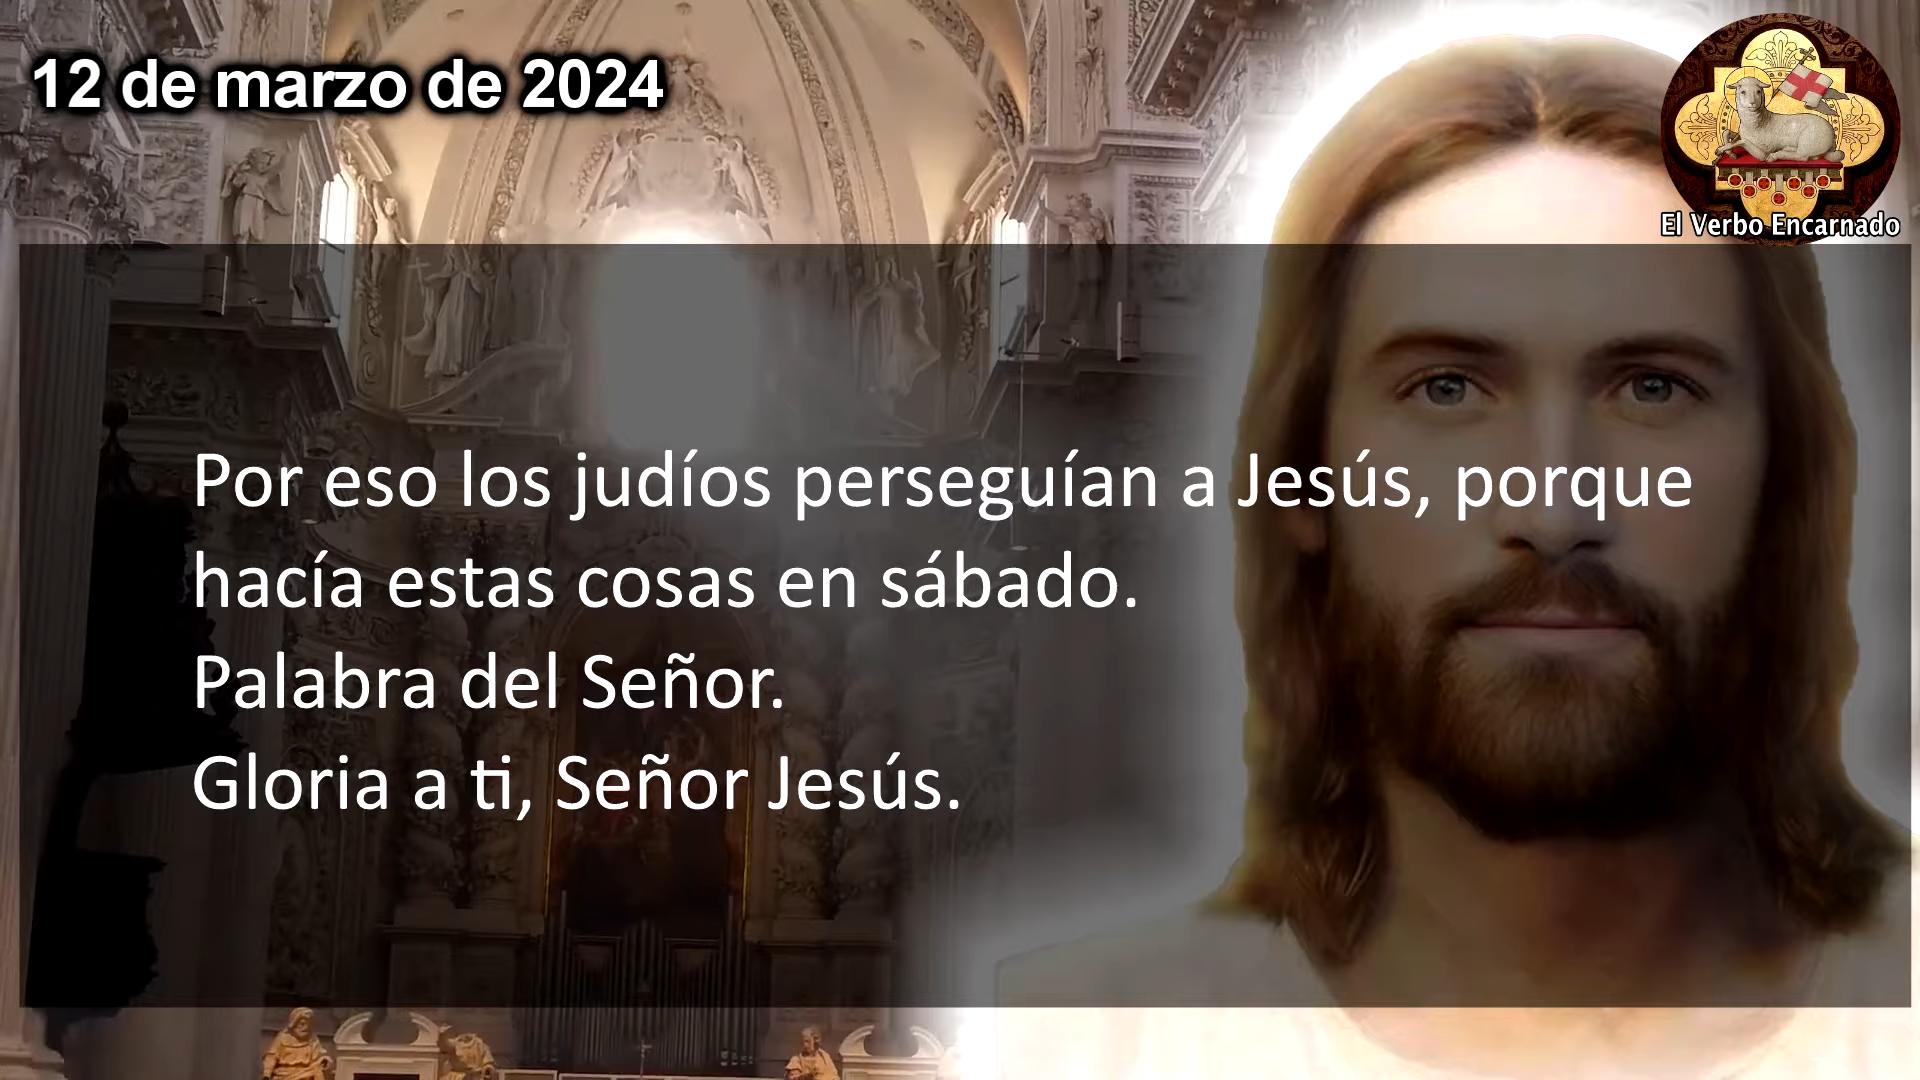 12 de marzo de 2024
El Verbo Encarnado
Por eso los judíos perseguían a Jesús, porque
hacía estas cosas en sábado.
Palabra del Señor.
Gloria a ti, Señor Jesús.